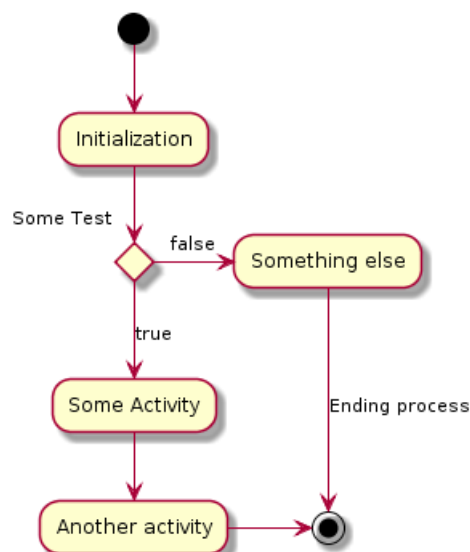 Initialization
Some Test
false
Something else
true
Some Activity
Ending process
Another activity